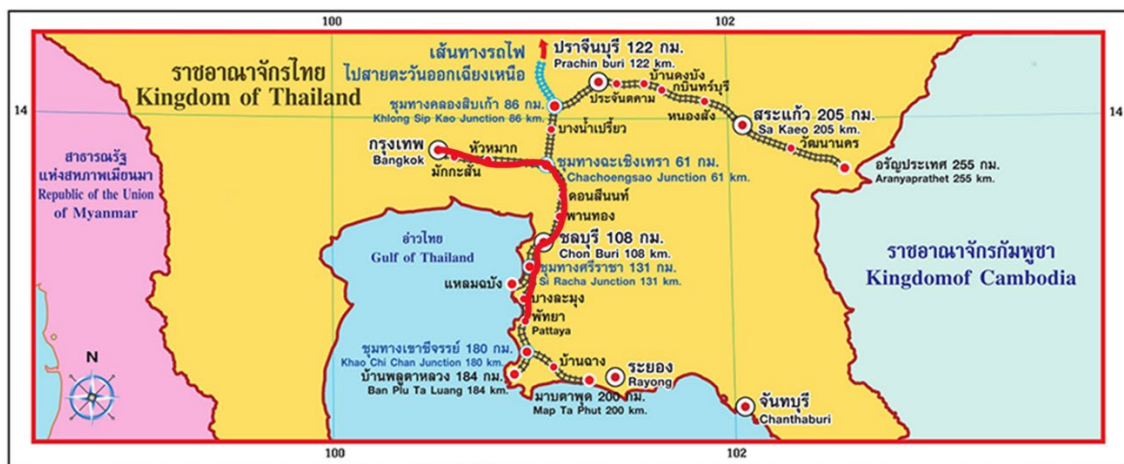 100
102
เส้นทางรถไฟ
ไปสายตะวันออกเฉียงเหนือ
ปราจีนบุรี 122 กม.
Prachin buri 122 km.
ราชอาณาจักรไทย
Kingdom of Thailand
14
14
บ้านดงบัง
กบินทร์บุรี
ประจันตคาม
หนองสัง
ชุมทางคลองสิบเก้า 86 กม.
Khlong Sip Kao Junction 86 km.
สระแก้ว 205 กม.
Sa Kaeo 205 km.
บางน้ำเปรี้ยว
วัฒนานคร
กรุงเทพ
Bangkok
หัวหมาก
มักกะสัน
ชุมทางฉะเชิงเทรา 61 กม.
Chachoengsao Junction 61 km.
อรัญประเทศ 255 กม.
Aranyaprathet 255 km.
สาธารณรัฐ
แห่งสหภาพเมียนมา
Republic of the Union
of Myanmar
ดอนสีนนท์
พานทอง
อ่าวไทย
Gulf of Thailand
ชลบุรี 108 กม.
Chon Buri 108 km.
ราชอาณาจักรกัมพูชา
Kingdomof Cambodia
ชุมทางศรีราชา 131 กม.
Si Racha Junction 131 km.
แหลมฉบัง
บางละมุง
พัทยา
Pattaya
ชุมทางเขาชีจรรย์ 180 กม.
Khao Chi Chan Junction 180 km.
บ้านฉาง
ระยอง
Rayong
บ้านพลูตาหลวง 184 กม.
Ban Plu Ta Luang 184 km.
มาบตาพุด 200 กม.
Map Ta Phut 200 km.
จันทบุรี
Chanthaburi
N
100
102